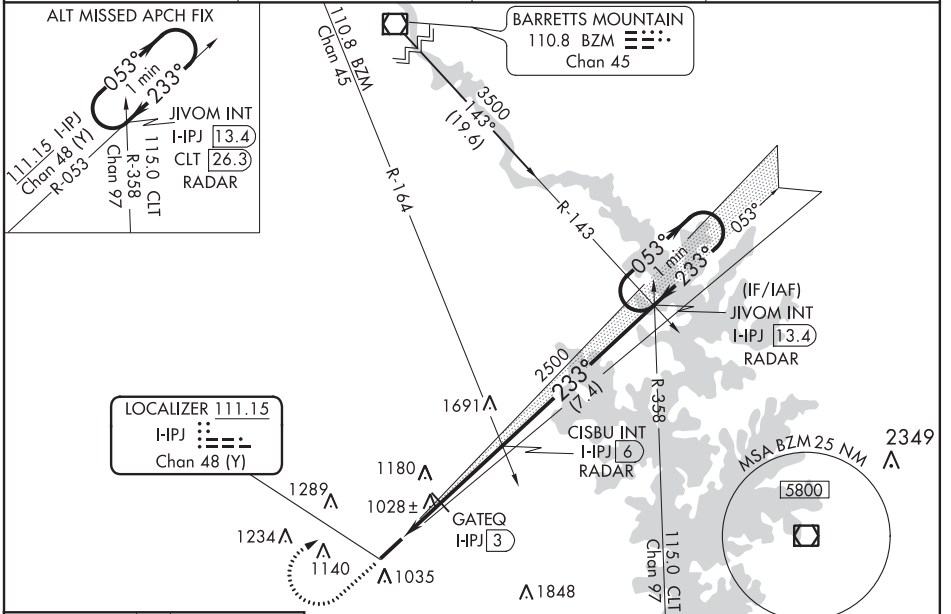 ALT MISSED APCH FIX
053°
1 min
233°
JIVOM INT
I-IPJ 13.4
CLT 26.3
RADAR
111.15 I-IPJ
Chan 48 (Y)
R-053
115.0 CLT
R-358
Chan 97
110.8 BZM
Chan 45
R-164
BARRETTS MOUNTAIN
110.8 BZM
Chan 45
3500
143°
(19.6)
R-143
053°
1 min
233°
053°
(IF/IAF)
JIVOM INT
I-IPJ 13.4
RADAR
2500
233°
(7.4)
R-358
115.0 CLT
Chan 97
1691
CISBU INT
I-IPJ 6
RADAR
LOCALIZER 111.15
I-IPJ
Chan 48 (Y)
1180
1289
1028 ±
GATEQ
I-IPJ 3
1234
1140
1035
1848
MSA BZM 25 NM
5800
2349